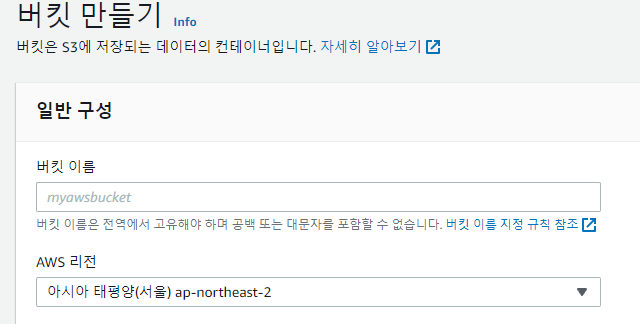 버킷 만들기 Info
버킷은 S3에 저장되는 데이터의 컨테이너입니다. 자세히 알아보기
일반 구성
버킷 이름
myawsbucket
버킷 이름은 전역에서 고유해야 하며 공백 또는 대문자를 포함할 수 없습니다. 버킷 이름 지정 규칙 참조
AWS 리전
아시아 태평양(서울) ap-northeast-2